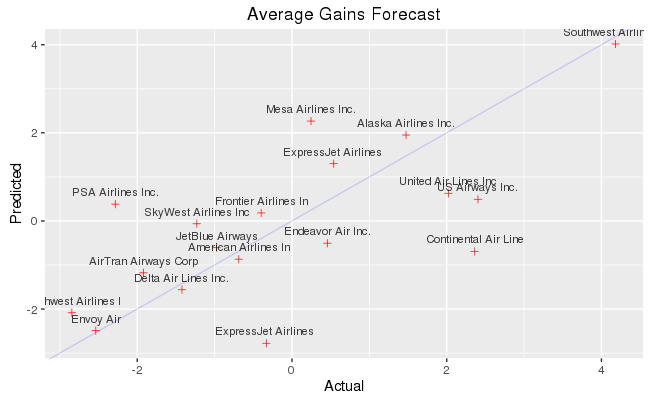 Average Gains Forecast
Southwest Airlin
Mesa Airlines Inc.
Alaska Airlines Inc.
ExpressJet Airlines
United Air Lines Inc
US Airways Inc.
PSA Airlines Inc.
Frontier Airlines In
SkyWest Airlines Inc
Endeavor Air Inc.
JetBlue Airways
American Airlines In
Continental Air Line
AirTran Airways Corp
Delta Air Lines Inc.
hwest Airlines I
Envoy Air
ExpressJet Airlines
4
2
0
-2
Predicted
-2
0
2
4
Actual